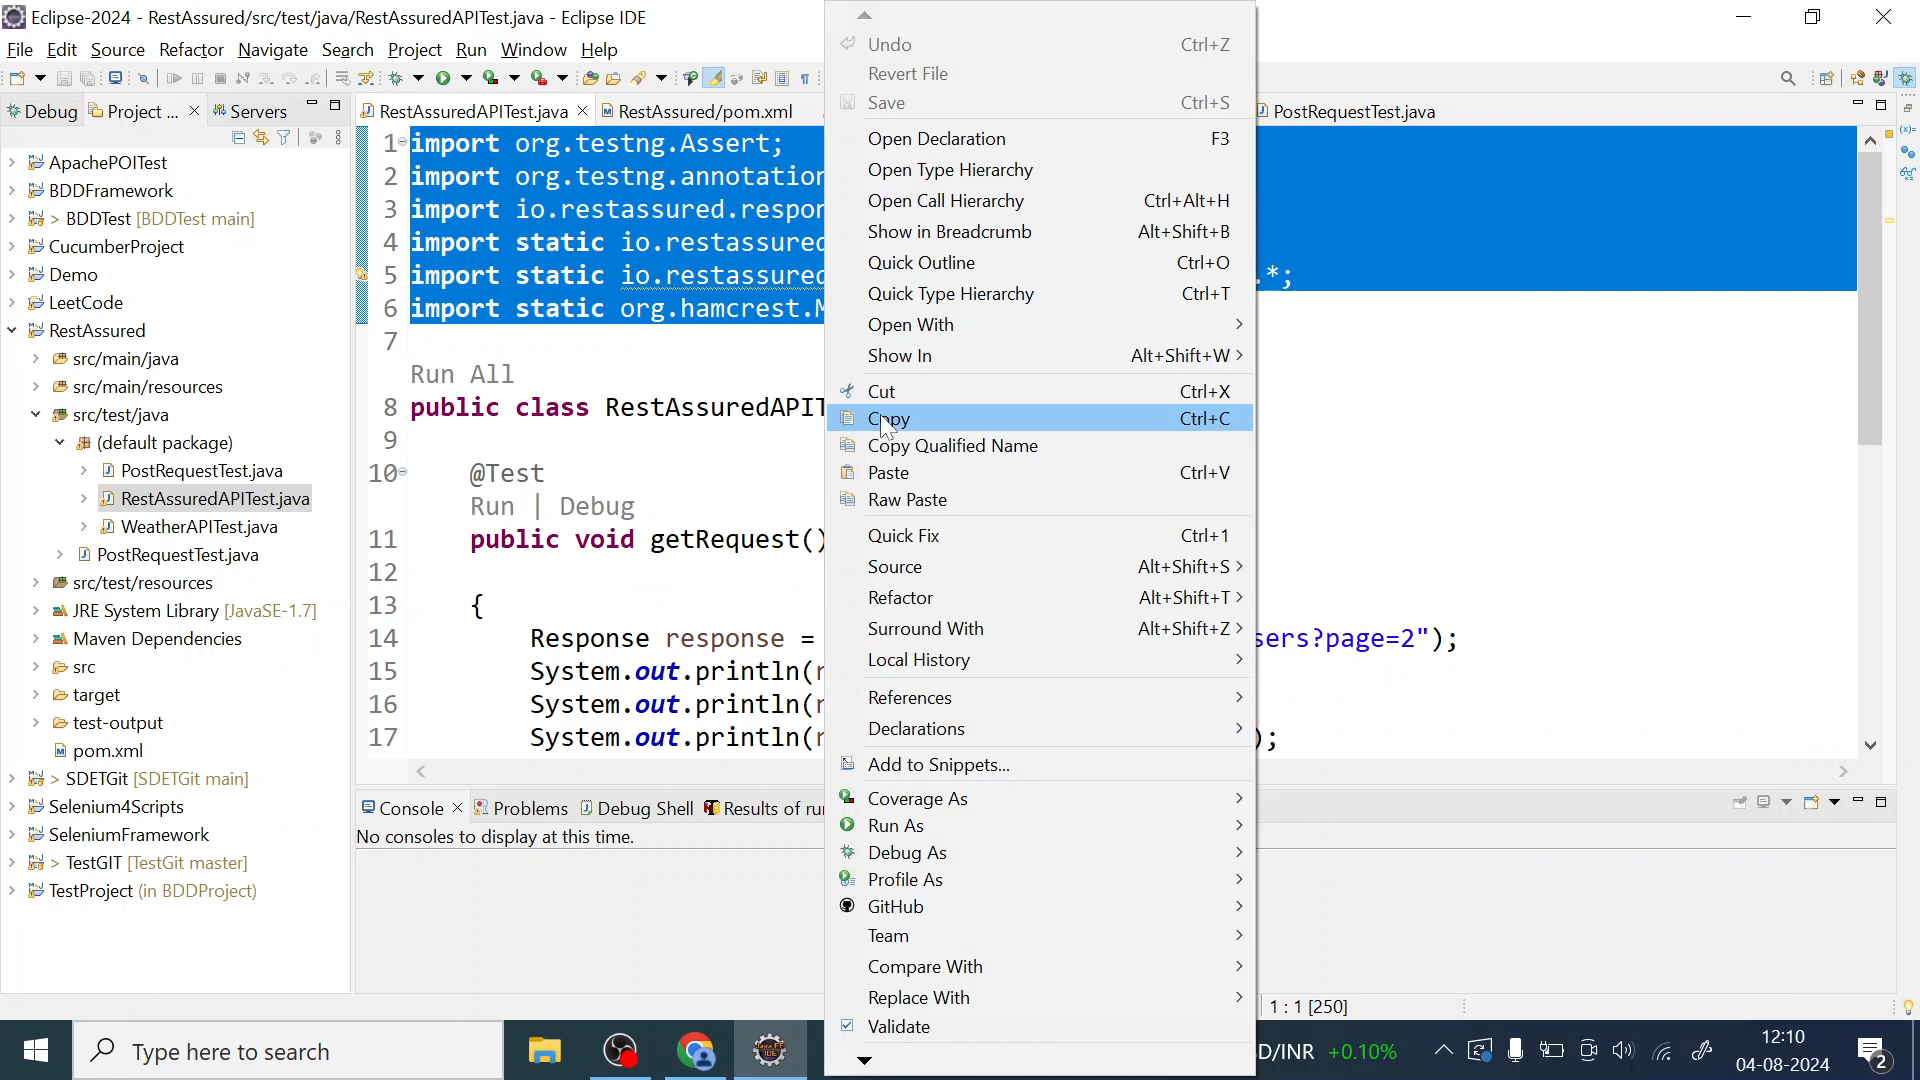 Eclipse-2024 - RestAssured/src/test/java/RestAssuredAPITest.java - Eclipse IDE
File Edit Source Refactor Navigate Search Project Run Window Help
Debug Project ... Servers
RestAssuredAPITest.java RestAssured/pom.xml PostRequestTest.java
ApachePOITest
BDDFramework
> BDDTest [BDDTest main]
CucumberProject
Demo
LeetCode
RestAssured
src/main/java
src/main/resources
src/test/java
(default package)
PostRequestTest.java
RestAssuredAPITest.java
WeatherAPITest.java
PostRequestTest.java
src/test/resources
JRE System Library [JavaSE-1.7]
Maven Dependencies
src
target
test-output
pom.xml
> SDETGit [SDETGit main]
Selenium4Scripts
SeleniumFramework
> TestGIT [TestGit master]
TestProject (in BDDProject)
1 import org.testng.Assert;
2 import org.testng.annotation
3 import io.restassured.respon
4 import static io.restassured
5 import static io.restassured .*;
6 import static org.hamcrest.M
7
Run All
8 public class RestAssuredAPIT
9
10 @Test
Run | Debug
11 public void getRequest()
12
13 {
14 Response response = sers?page=2");
15 System.out.println(r
16 System.out.println(r
17 System.out.println(r );
Undo Ctrl+Z
Revert File
Save Ctrl+S
Open Declaration F3
Open Type Hierarchy
Open Call Hierarchy Ctrl+Alt+H
Show in Breadcrumb Alt+Shift+B
Quick Outline Ctrl+O
Quick Type Hierarchy Ctrl+T
Open With
Show In Alt+Shift+W
Cut Ctrl+X
Copy Ctrl+C
Copy Qualified Name
Paste Ctrl+V
Raw Paste
Quick Fix Ctrl+1
Source Alt+Shift+S
Refactor Alt+Shift+T
Surround With Alt+Shift+Z
Local History
References
Declarations
Add to Snippets...
Coverage As
Run As
Debug As
Profile As
GitHub
Team
Compare With
Replace With
Validate
Console Problems Debug Shell Results of ru
No consoles to display at this time.
1 : 1 [250]
Type here to search
D/INR +0.10%
12:10
04-08-2024
2